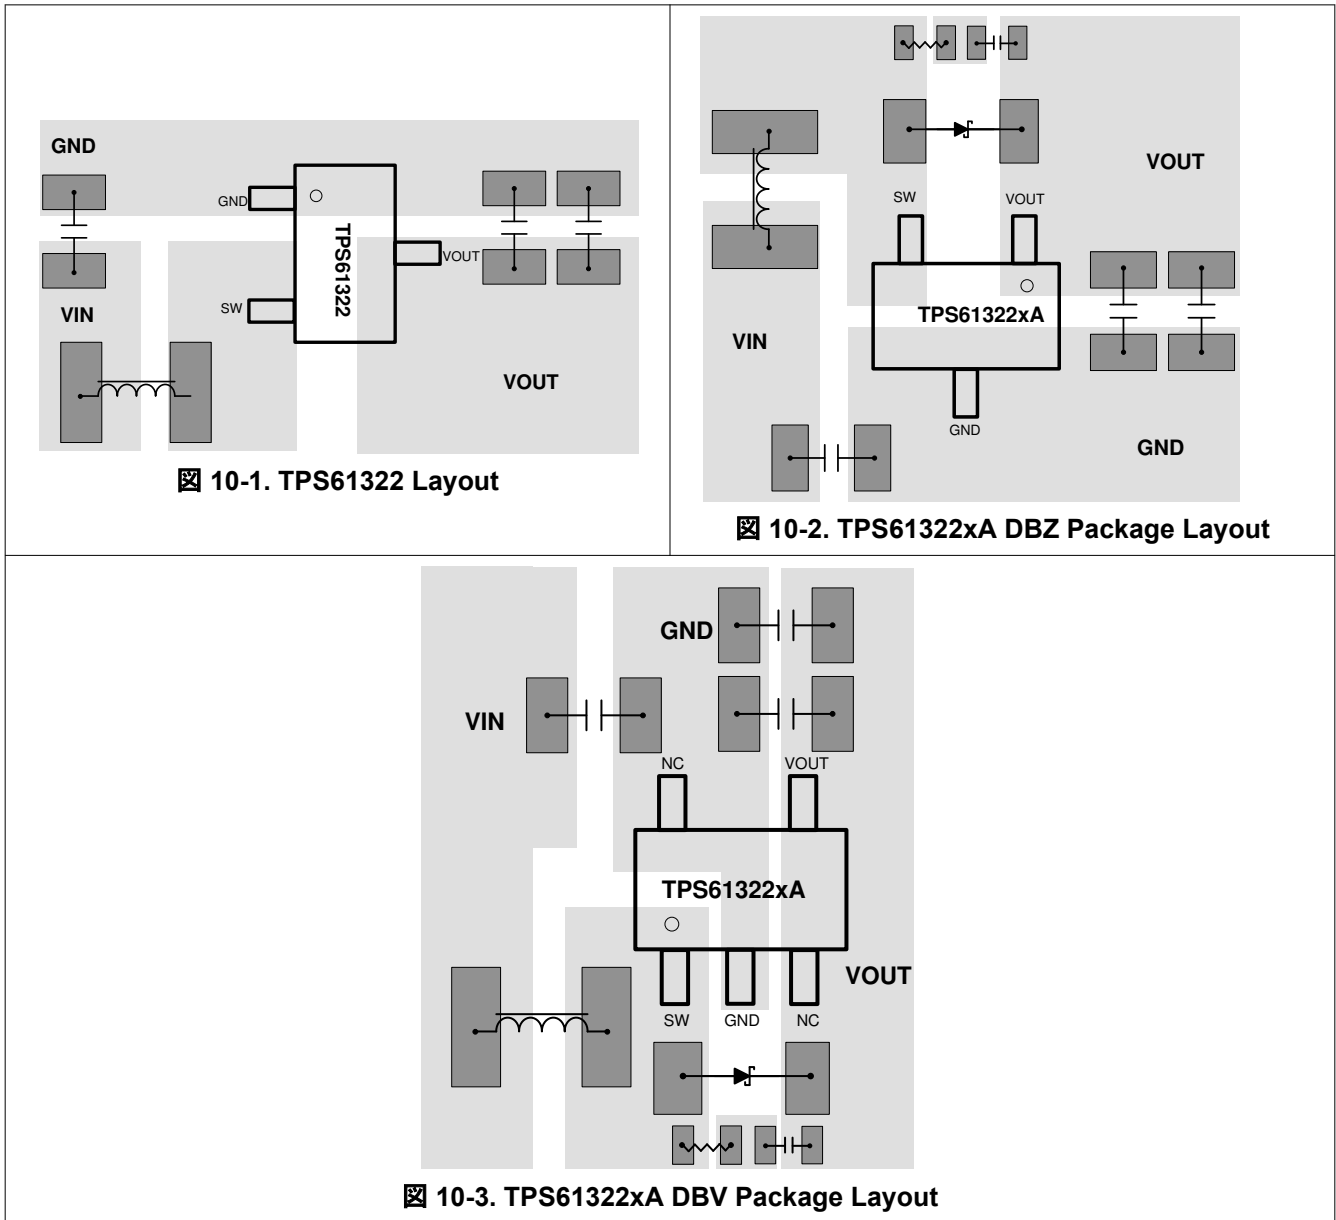 GND
GND
TPS61322
VOUT
SW
VIN
VOUT
図 10-1. TPS61322 Layout
VOUT
SW
VOUT
TPS61322xA
VIN
GND
GND
図 10-2. TPS61322xA DBZ Package Layout
GND
VIN
NC
VOUT
TPS61322xA
VOUT
SW
GND
NC
図 10-3. TPS61322xA DBV Package Layout